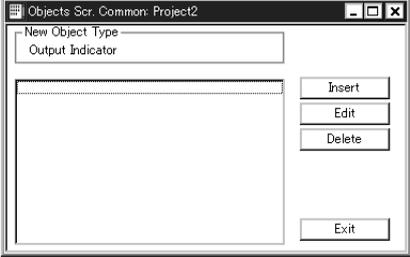 Objects Scr. Common: Project2
New Object Type
Output Indicator
Insert
Edit
Delete
Exit